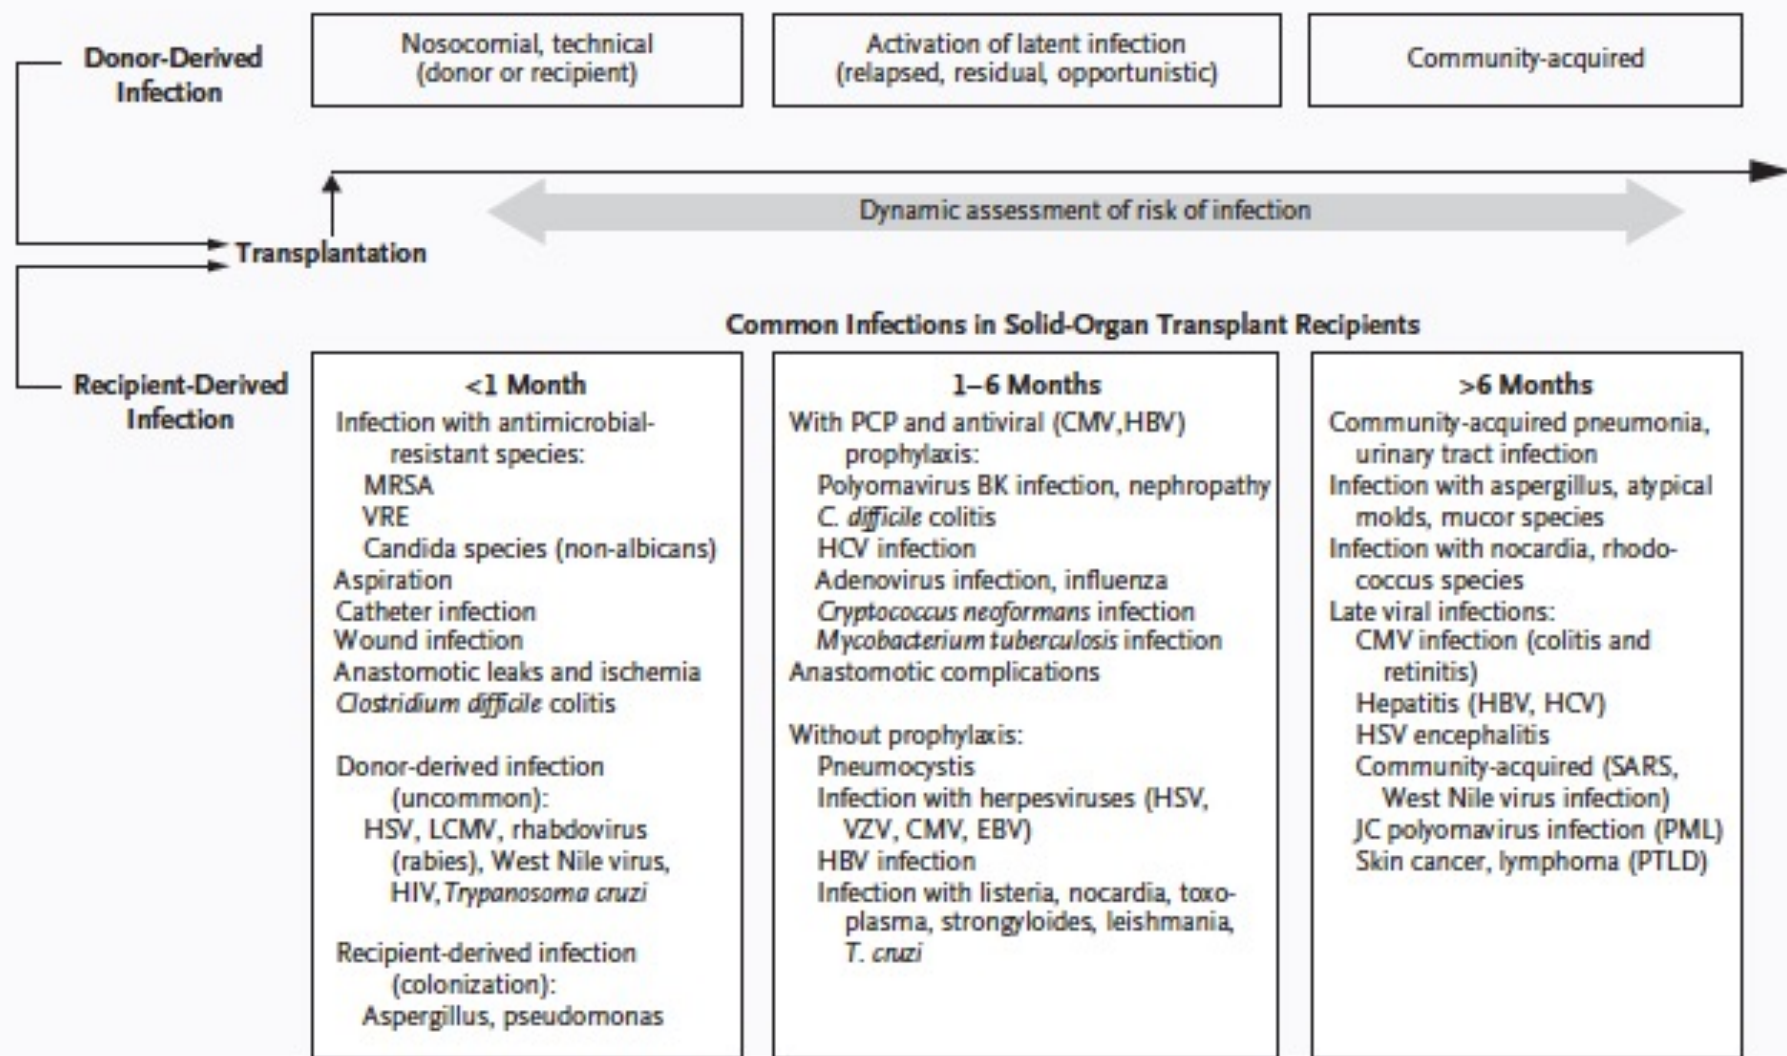 Donor-Derived
Infection
Nosocomial, technical
(donor or recipient)
Activation of latent infection
(relapsed, residual, opportunistic)
Community-acquired
Dynamic assessment of risk of infection
Transplantation
Common Infections in Solid-Organ Transplant Recipients
Recipient-Derived
Infection
<1 Month
Infection with antimicrobial-
resistant species:
MRSA
VRE
Candida species (non-albicans)
Aspiration
Catheter infection
Wound infection
Anastomotic leaks and ischemia
Clostridium difficile colitis
Donor-derived infection
(uncommon):
HSV, LCMV, rhabdovirus
(rabies), West Nile virus,
HIV, Trypanosoma cruzi
Recipient-derived infection
(colonization):
Aspergillus, pseudomonas
1–6 Months
With PCP and antiviral (CMV,HBV)
prophylaxis:
Polyomavirus BK infection, nephropathy
C. difficile colitis
HCV infection
Adenovirus infection, influenza
Cryptococcus neoformans infection
Mycobacterium tuberculosis infection
Anastomotic complications
Without prophylaxis:
Pneumocystis
Infection with herpesviruses (HSV,
VZV, CMV, EBV)
HBV infection
Infection with listeria, nocardia, toxo-
plasma, strongyloides, leishmania,
T. cruzi
>6 Months
Community-acquired pneumonia,
urinary tract infection
Infection with aspergillus, atypical
molds, mucor species
Infection with nocardia, rhodo-
coccus species
Late viral infections:
CMV infection (colitis and
retinitis)
Hepatitis (HBV, HCV)
HSV encephalitis
Community-acquired (SARS,
West Nile virus infection)
JC polyomavirus infection (PML)
Skin cancer, lymphoma (PTLD)